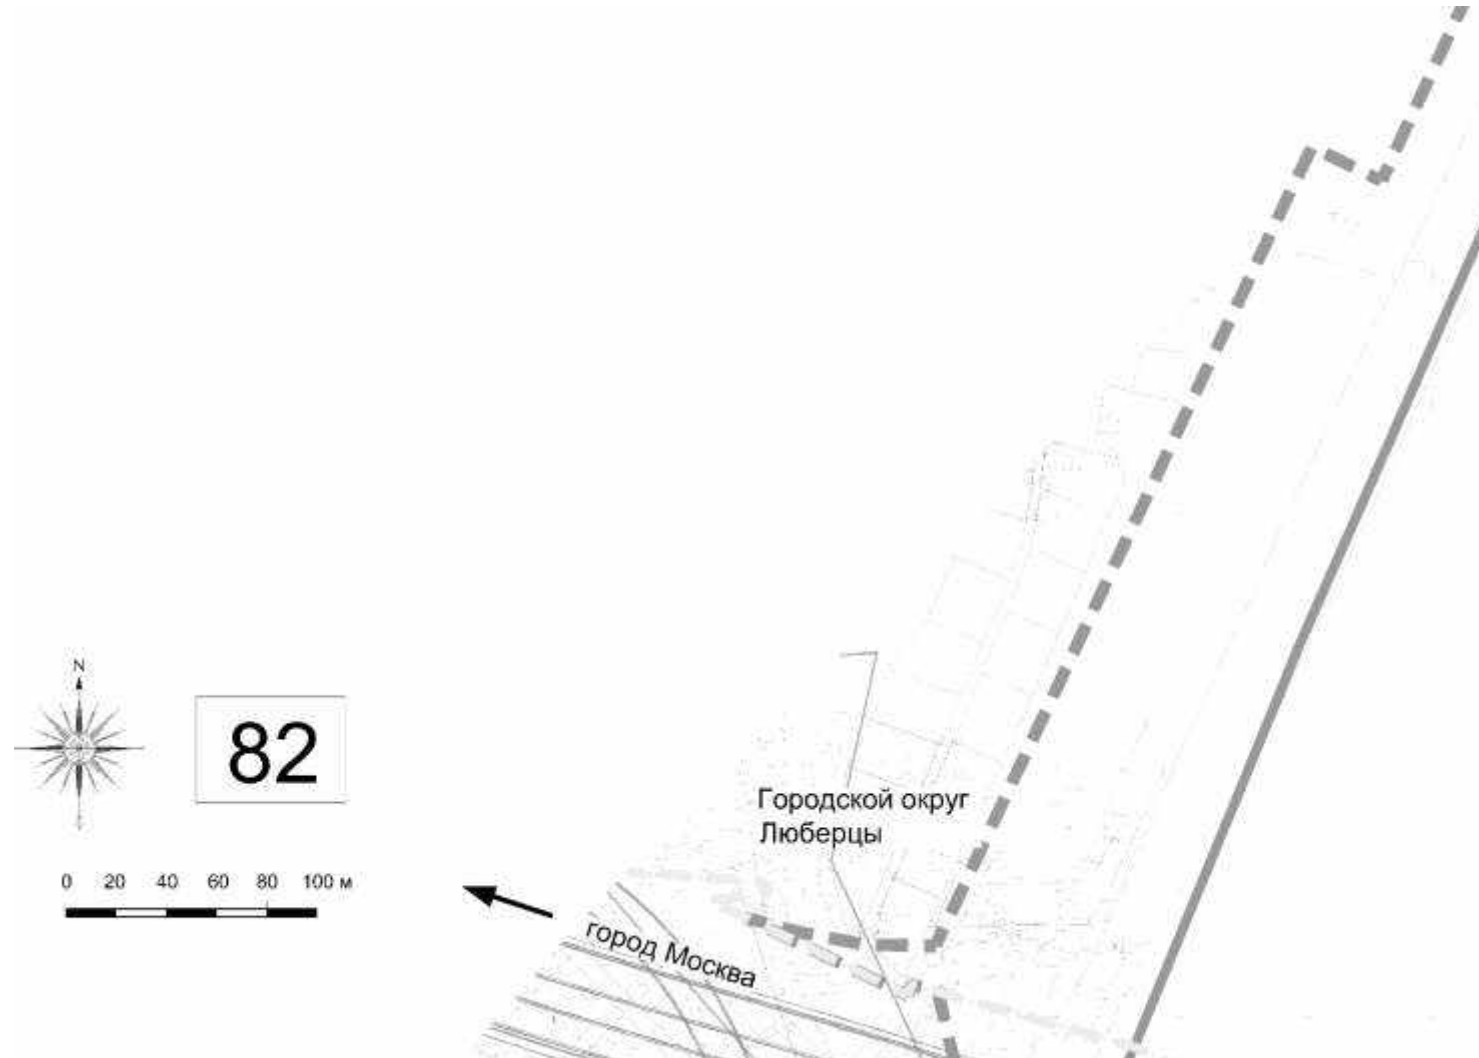 N
82
Городской округ
Люберцы
0 20 40 60 80 100 м
город Москва